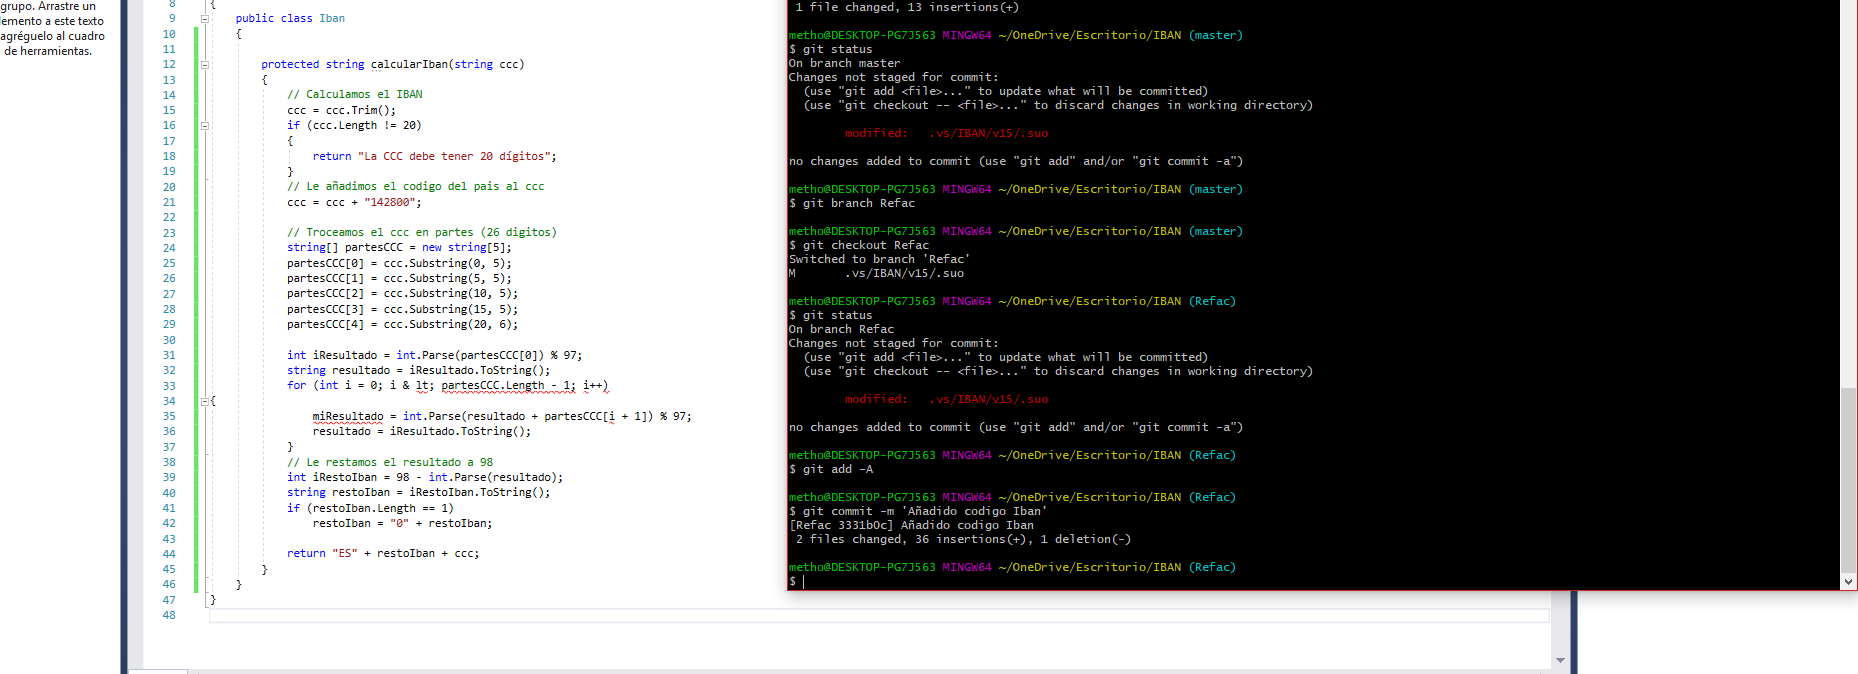 grupo. Arrastre un
lemento a este texto
agréguelo al cuadro
de herramientas.
8 {
9 public class Iban
10 {
11
12 protected string calcularIban(string ccc)
13 {
14 // Calculamos el IBAN
15 ccc = ccc.Trim();
16 if (ccc.Length != 20)
17 {
18 return "La CCC debe tener 20 dígitos";
19 }
20 // Le añadimos el codigo del pais al ccc
21 ccc = ccc + "142800";
22
23 // Troceamos el ccc en partes (26 digitos)
24 string[] partesCCC = new string[5];
25 partesCCC[0] = ccc.Substring(0, 5);
26 partesCCC[1] = ccc.Substring(5, 5);
27 partesCCC[2] = ccc.Substring(10, 5);
28 partesCCC[3] = ccc.Substring(15, 5);
29 partesCCC[4] = ccc.Substring(20, 6);
30
31 int iResultado = int.Parse(partesCCC[0]) % 97;
32 string resultado = iResultado.ToString();
33 for (int i = 0; i & lt; partesCCC.Length - 1; i++)
34 {
35 miResultado = int.Parse(resultado + partesCCC[i + 1]) % 97;
36 resultado = iResultado.ToString();
37 }
38 // Le restamos el resultado a 98
39 int iRestoIban = 98 - int.Parse(resultado);
40 string restoIban = iRestoIban.ToString();
41 if (restoIban.Length == 1)
42 restoIban = "0" + restoIban;
43
44 return "ES" + restoIban + ccc;
45 }
46 }
47 }
48
1 file changed, 13 insertions(+)
metho@DESKTOP-PG7J563 MINGW64 ~/OneDrive/Escritorio/IBAN (master)
$ git status
On branch master
Changes not staged for commit:
(use "git add <file>..." to update what will be committed)
(use "git checkout -- <file>..." to discard changes in working directory)
modified: .vs/IBAN/v15/.suo
no changes added to commit (use "git add" and/or "git commit -a")
metho@DESKTOP-PG7J563 MINGW64 ~/OneDrive/Escritorio/IBAN (master)
$ git branch Refac
metho@DESKTOP-PG7J563 MINGW64 ~/OneDrive/Escritorio/IBAN (master)
$ git checkout Refac
Switched to branch 'Refac'
M .vs/IBAN/v15/.suo
metho@DESKTOP-PG7J563 MINGW64 ~/OneDrive/Escritorio/IBAN (Refac)
$ git status
On branch Refac
Changes not staged for commit:
(use "git add <file>..." to update what will be committed)
(use "git checkout -- <file>..." to discard changes in working directory)
modified: .vs/IBAN/v15/.suo
no changes added to commit (use "git add" and/or "git commit -a")
metho@DESKTOP-PG7J563 MINGW64 ~/OneDrive/Escritorio/IBAN (Refac)
$ git add -A
metho@DESKTOP-PG7J563 MINGW64 ~/OneDrive/Escritorio/IBAN (Refac)
$ git commit -m 'Añadido codigo Iban'
[Refac 3331b0c] Añadido codigo Iban
2 files changed, 36 insertions(+), 1 deletion(-)
metho@DESKTOP-PG7J563 MINGW64 ~/OneDrive/Escritorio/IBAN (Refac)
$